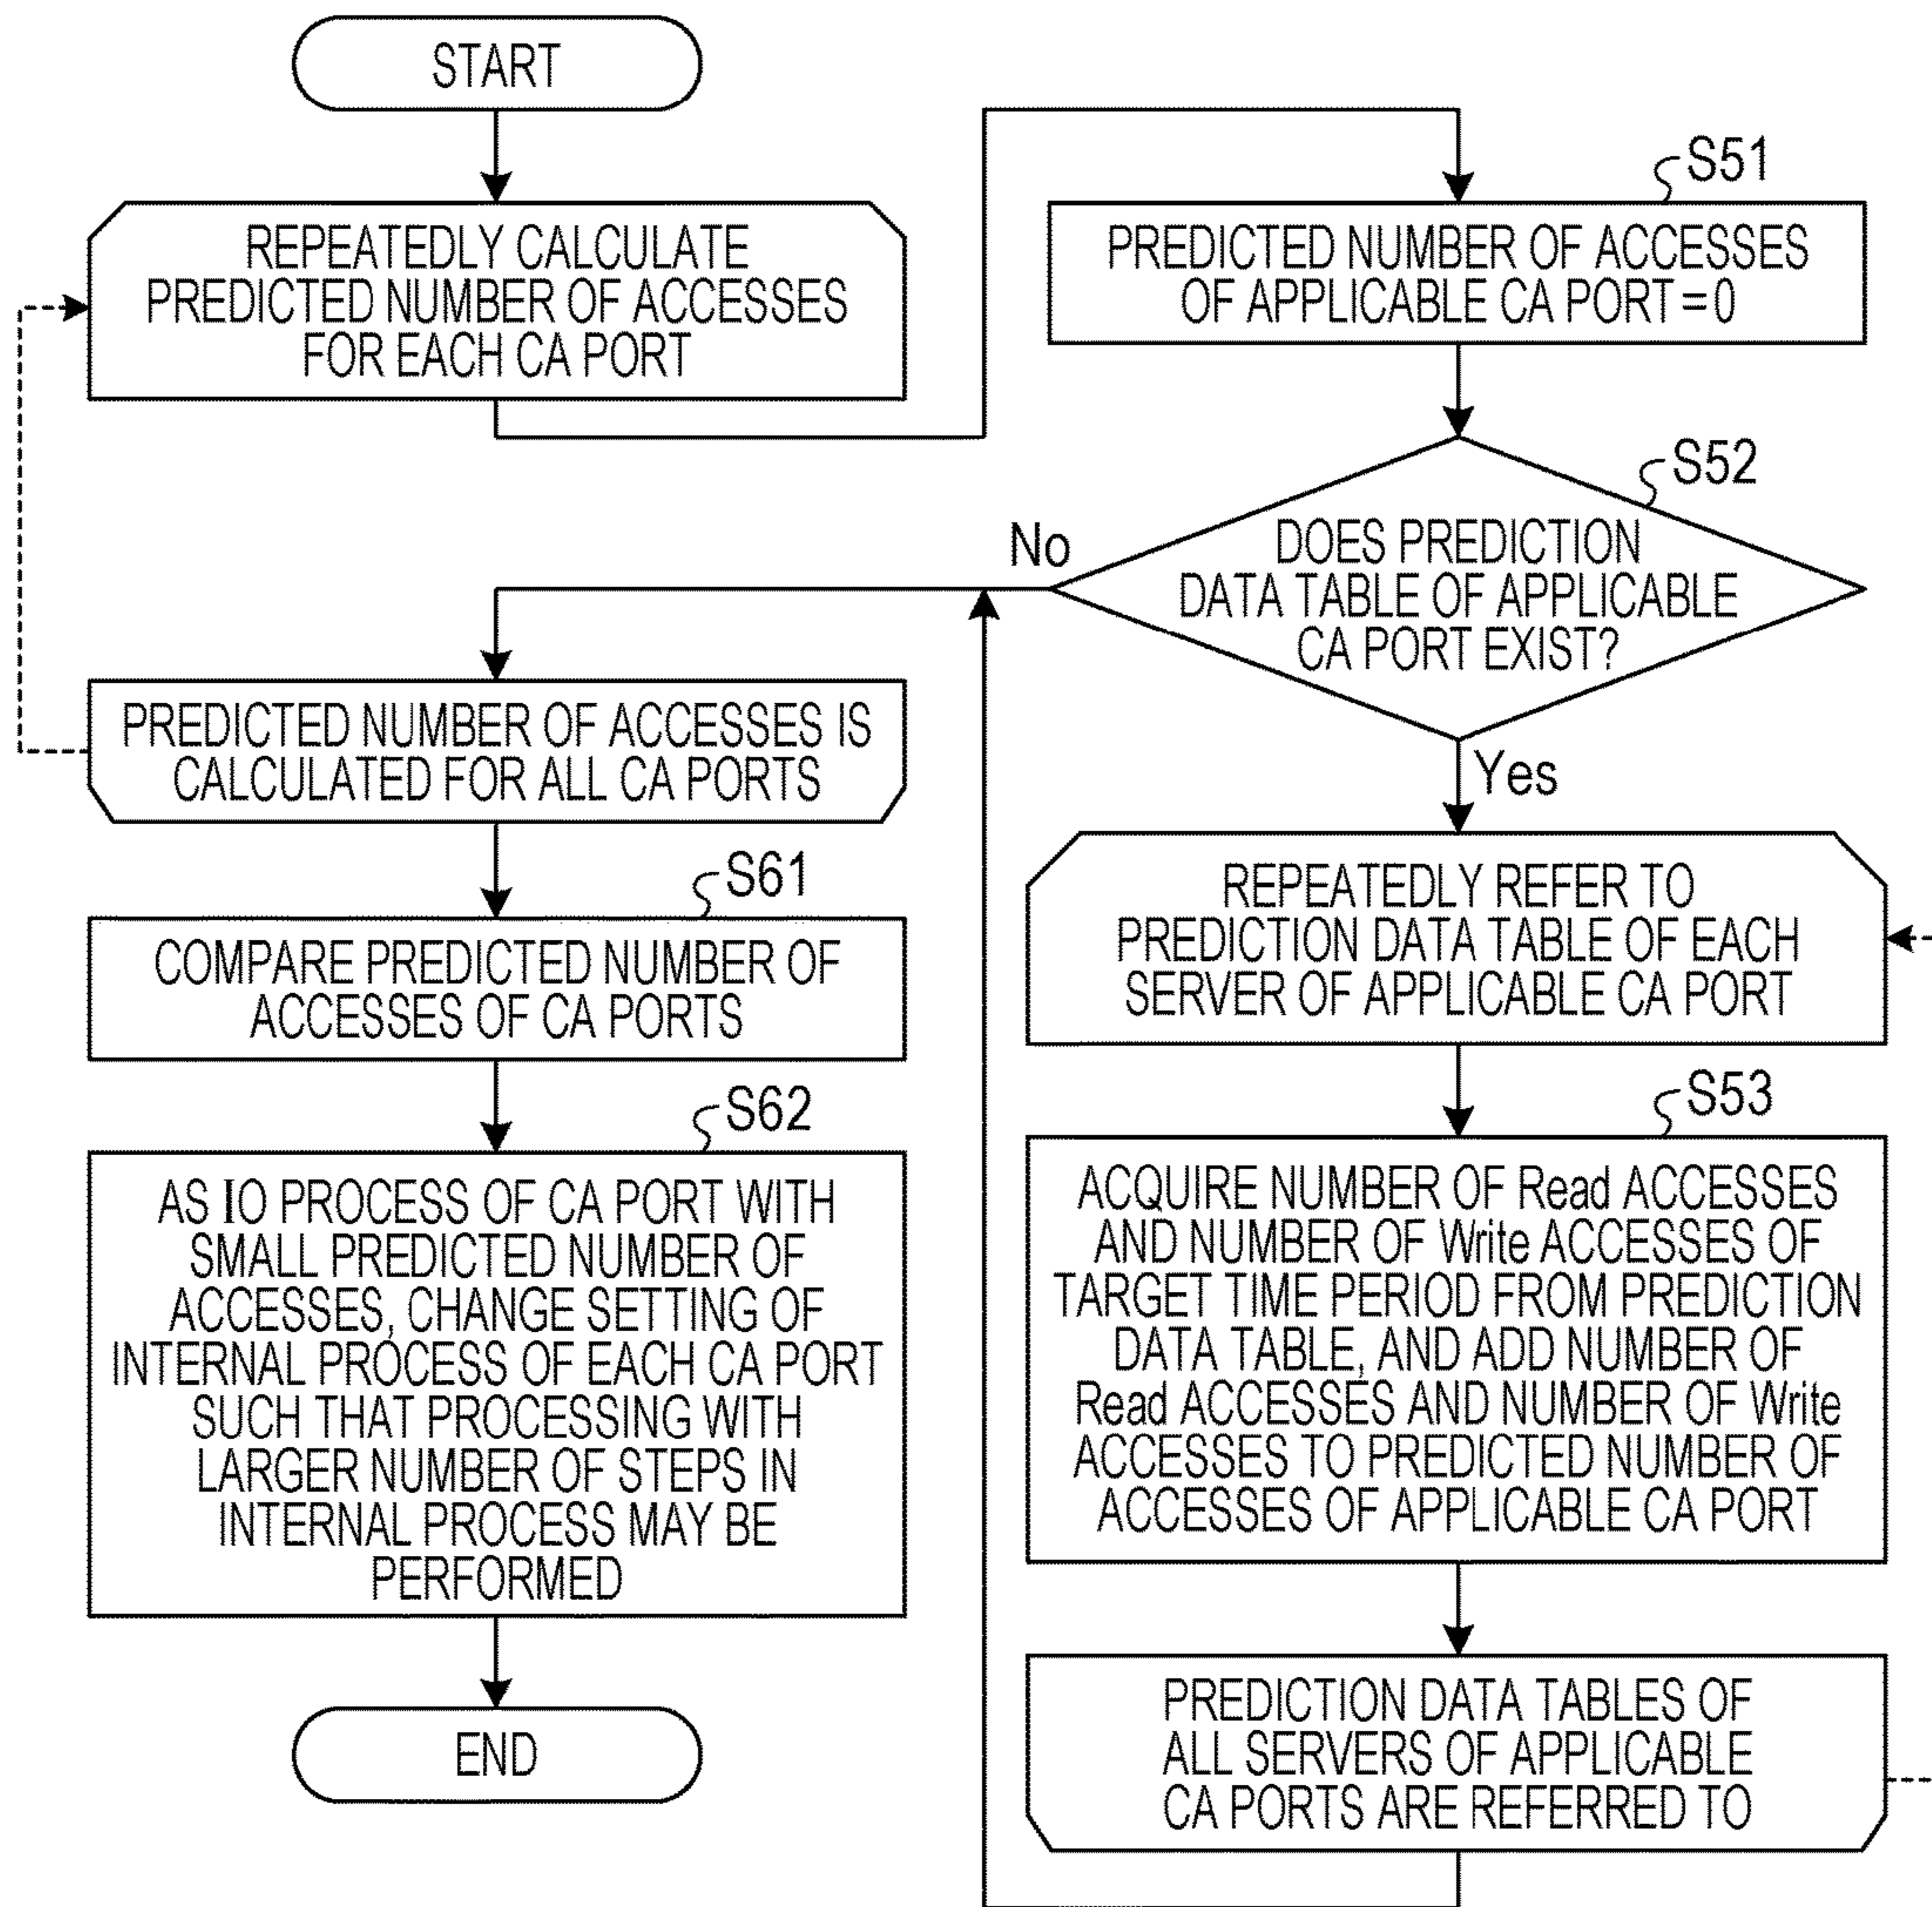 START
REPEATEDLY CALCULATE
PREDICTED NUMBER OF ACCESSES
FOR EACH CA PORT
S51
PREDICTED NUMBER OF ACCESSES
OF APPLICABLE CA PORT = 0
S52
DOES PREDICTION
DATA TABLE OF APPLICABLE
CA PORT EXIST?
No
Yes
PREDICTED NUMBER OF ACCESSES IS
CALCULATED FOR ALL CA PORTS
REPEATEDLY REFER TO
PREDICTION DATA TABLE OF EACH
SERVER OF APPLICABLE CA PORT
S53
ACQUIRE NUMBER OF Read ACCESSES
AND NUMBER OF Write ACCESSES OF
TARGET TIME PERIOD FROM PREDICTION
DATA TABLE, AND ADD NUMBER OF
Read ACCESSES AND NUMBER OF Write
ACCESSES TO PREDICTED NUMBER OF
ACCESSES OF APPLICABLE CA PORT
PREDICTION DATA TABLES OF
ALL SERVERS OF APPLICABLE
CA PORTS ARE REFERRED TO
S61
COMPARE PREDICTED NUMBER OF
ACCESSES OF CA PORTS
S62
AS IO PROCESS OF CA PORT WITH
SMALL PREDICTED NUMBER OF
ACCESSES, CHANGE SETTING OF
INTERNAL PROCESS OF EACH CA PORT
SUCH THAT PROCESSING WITH
LARGER NUMBER OF STEPS IN
INTERNAL PROCESS MAY BE
PERFORMED
END